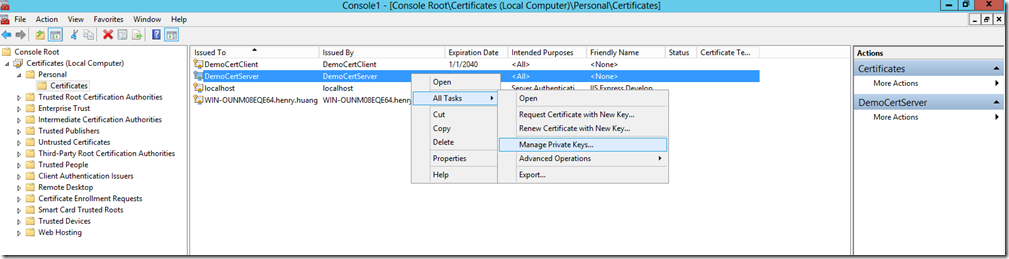 Console1 - [Console Root\Certificates (Local Computer)\Personal\Certificates]
File Action View Favorites Window Help
Console Root
Certificates (Local Computer)
Personal
Certificates
Trusted Root Certification Authorities
Enterprise Trust
Intermediate Certification Authorities
Trusted Publishers
Untrusted Certificates
Third-Party Root Certification Authorities
Trusted People
Client Authentication Issuers
Remote Desktop
Certificate Enrollment Requests
Smart Card Trusted Roots
Trusted Devices
Web Hosting
Issued To Issued By Expiration Date Intended Purposes Friendly Name Status Certificate Te...
DemoCertClient DemoCertClient 1/1/2040 <All> <None>
DemoCertServer DemoCertServer <All> <None>
localhost localhost Server Authenticati... IIS Express Develop...
WIN-OUNM08EQE64.henry.huang WIN-OUNM08EQE64.henry
Open
All Tasks
Cut
Copy
Delete
Properties
Help
Open
Request Certificate with New Key...
Renew Certificate with New Key...
Manage Private Keys...
Advanced Operations
Export...
Actions
Certificates
More Actions
DemoCertServer
More Actions